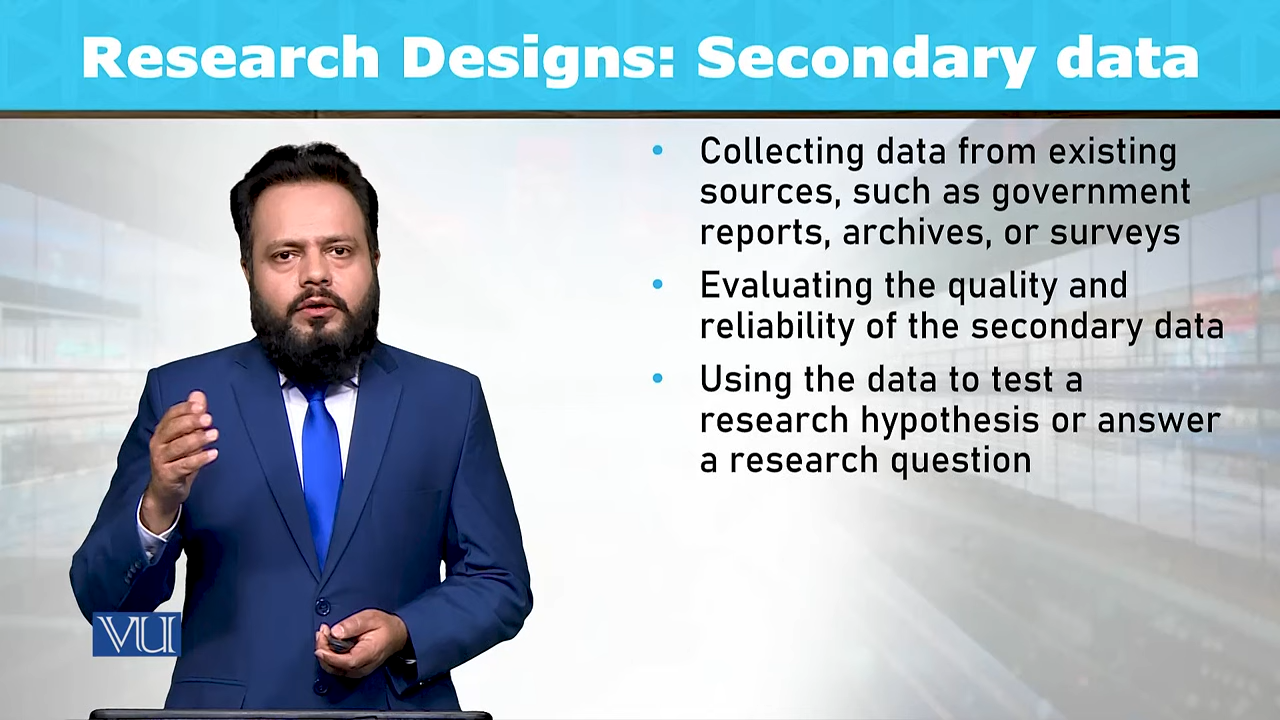 Research Designs: Secondary data
• Collecting data from existing
sources, such as government
reports, archives, or surveys
• Evaluating the quality and
reliability of the secondary data
• Using the data to test a
research hypothesis or answer
a research question
VU